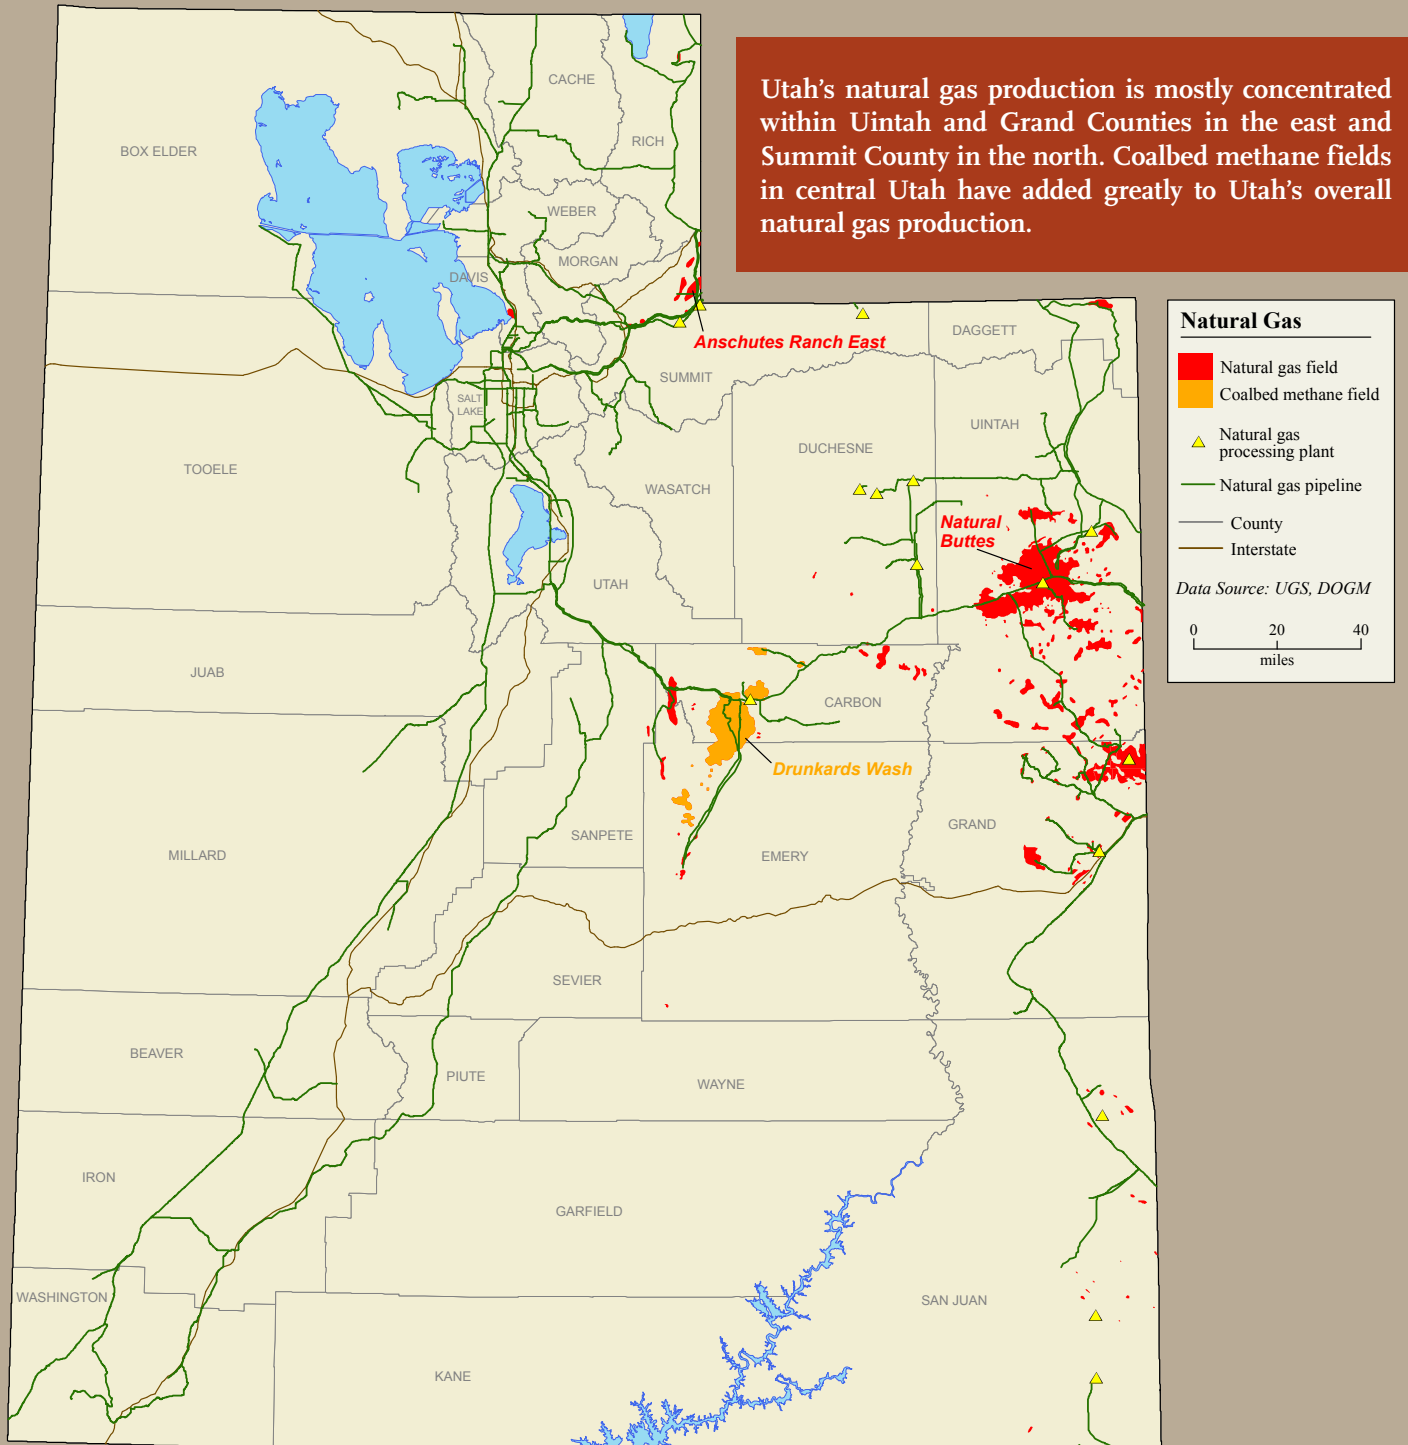 Utah's natural gas production is mostly concentrated
within Uintah and Grand Counties in the east and
Summit County in the north. Coalbed methane fields
in central Utah have added greatly to Utah's overall
natural gas production.
CACHE
RICH
BOX ELDER
WEBER
MORGAN
DAVIS
Anschutes Ranch East
DAGGETT
SUMMIT
SALT
LAKE
UINTAH
DUCHESNE
TOOELE
WASATCH
Natural
Buttes
UTAH
JUAB
CARBON
Drunkards Wash
GRAND
SANPETE
MILLARD
EMERY
SEVIER
BEAVER
PIUTE
WAYNE
IRON
GARFIELD
WASHINGTON
SAN JUAN
KANE
Natural Gas
Natural gas field
Coalbed methane field
Natural gas
processing plant
Natural gas pipeline
County
Interstate
Data Source: UGS, DOGM
0 20 40
miles